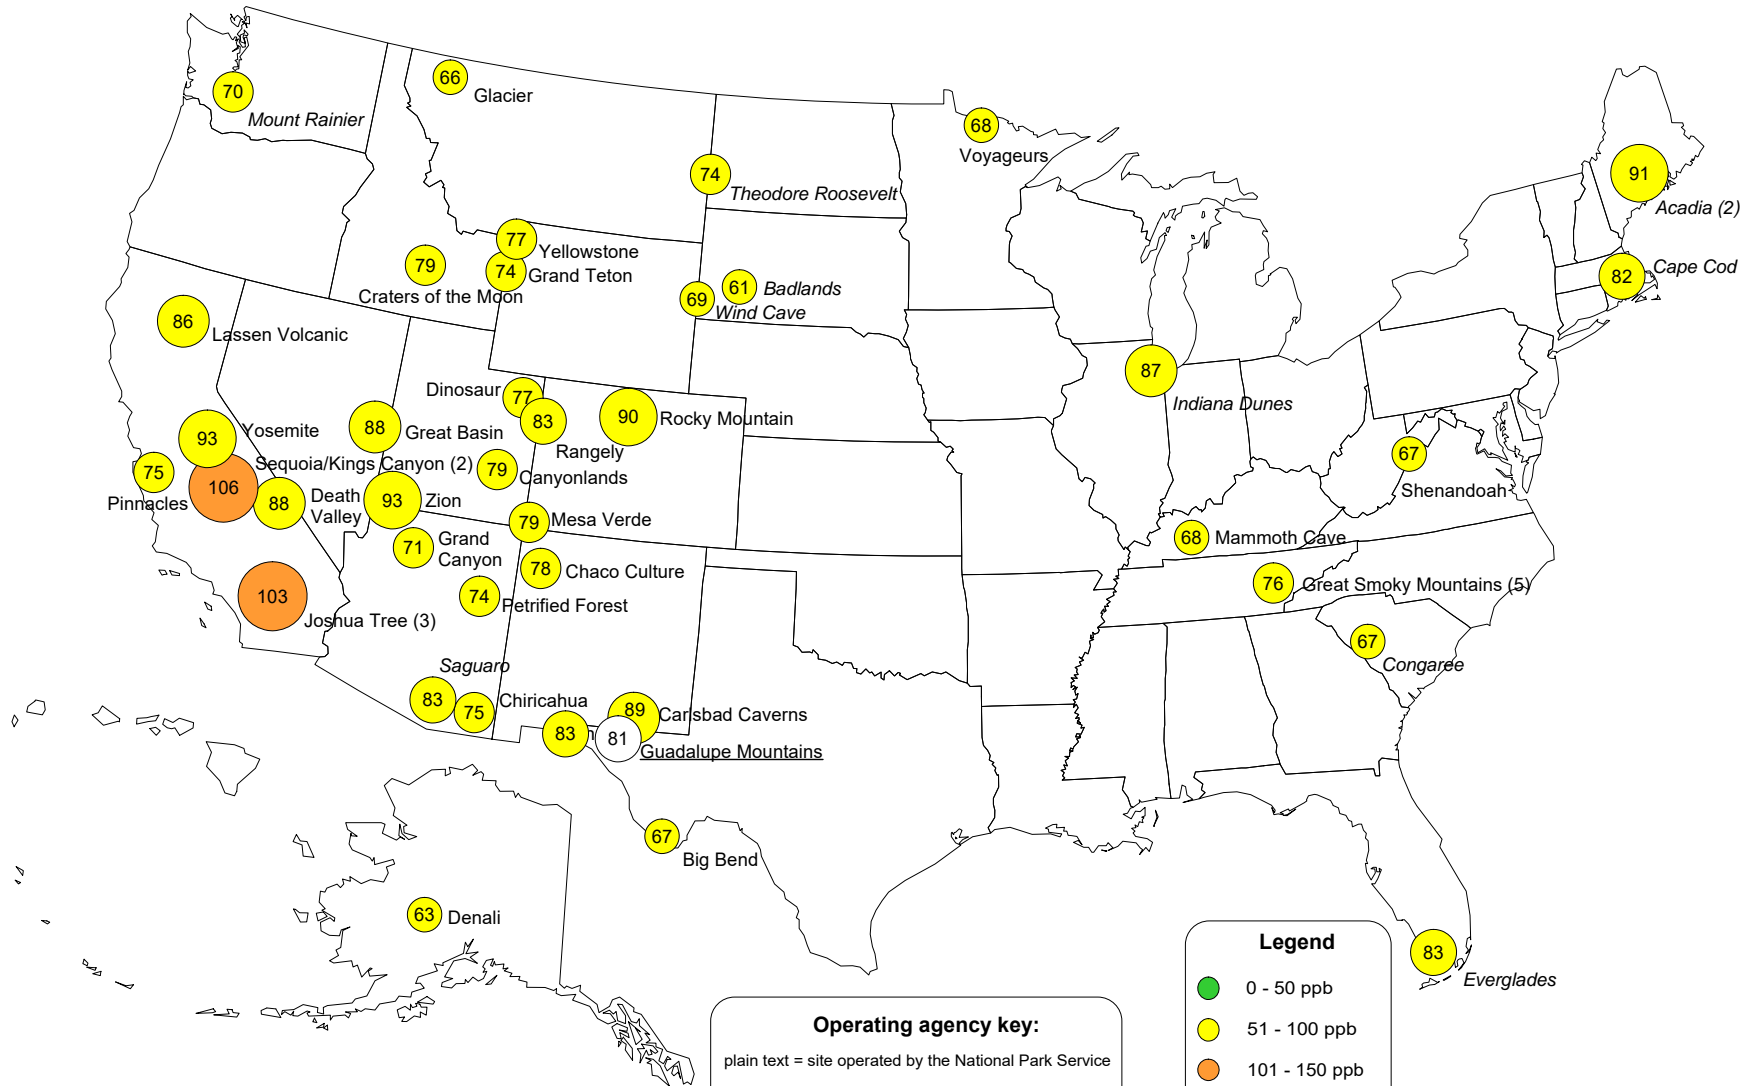 70
Mount Rainier
66
Glacier
68
Voyageurs
74
Theodore Roosevelt
91
Acadia (2)
77
Yellowstone
79
74
Grand Teton
Craters of the Moon
61
Badlands
69
Wind Cave
82
Cape Cod
86
Lassen Volcanic
87
Indiana Dunes
Dinosaur
77
83
Rangely
90
Rocky Mountain
93
Yosemite
88
Great Basin
Sequoia/Kings Canyon (2)
79
Canyonlands
75
Pinnacles
106
88
Death
Valley
93
Zion
67
Shenandoah
79
Mesa Verde
71
Grand
Canyon
68
Mammoth Cave
78
Chaco Culture
76
Great Smoky Mountains (5)
74
Petrified Forest
103
Joshua Tree (3)
67
Congaree
Saguaro
83
75
Chiricahua
89
Carlsbad Caverns
83
81
Guadalupe Mountains
67
Big Bend
63
Denali
83
Everglades
Legend
0 - 50 ppb
51 - 100 ppb
101 - 150 ppb
Operating agency key:
plain text = site operated by the National Park Service